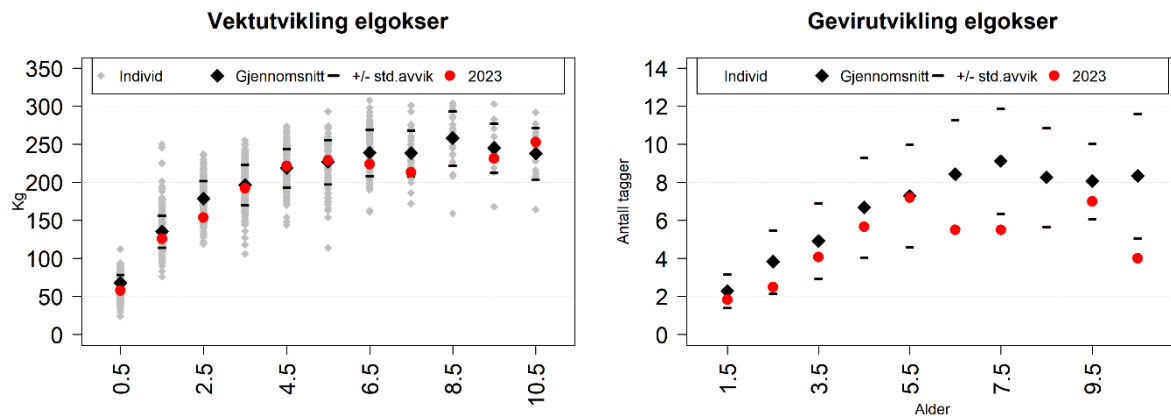 Vektutvikling elgokser
Individ Gjennomsnitt +/- std.avvik 2023
350
300
250
200
150
100
50
0
Kg
0.5 2.5 4.5 6.5 8.5 10.5
Gevirutvikling elgokser
Individ Gjennomsnitt +/- std.avvik 2023
14
12
10
8
6
4
2
0
Antall tagger
1.5 3.5 5.5 7.5 9.5
Alder